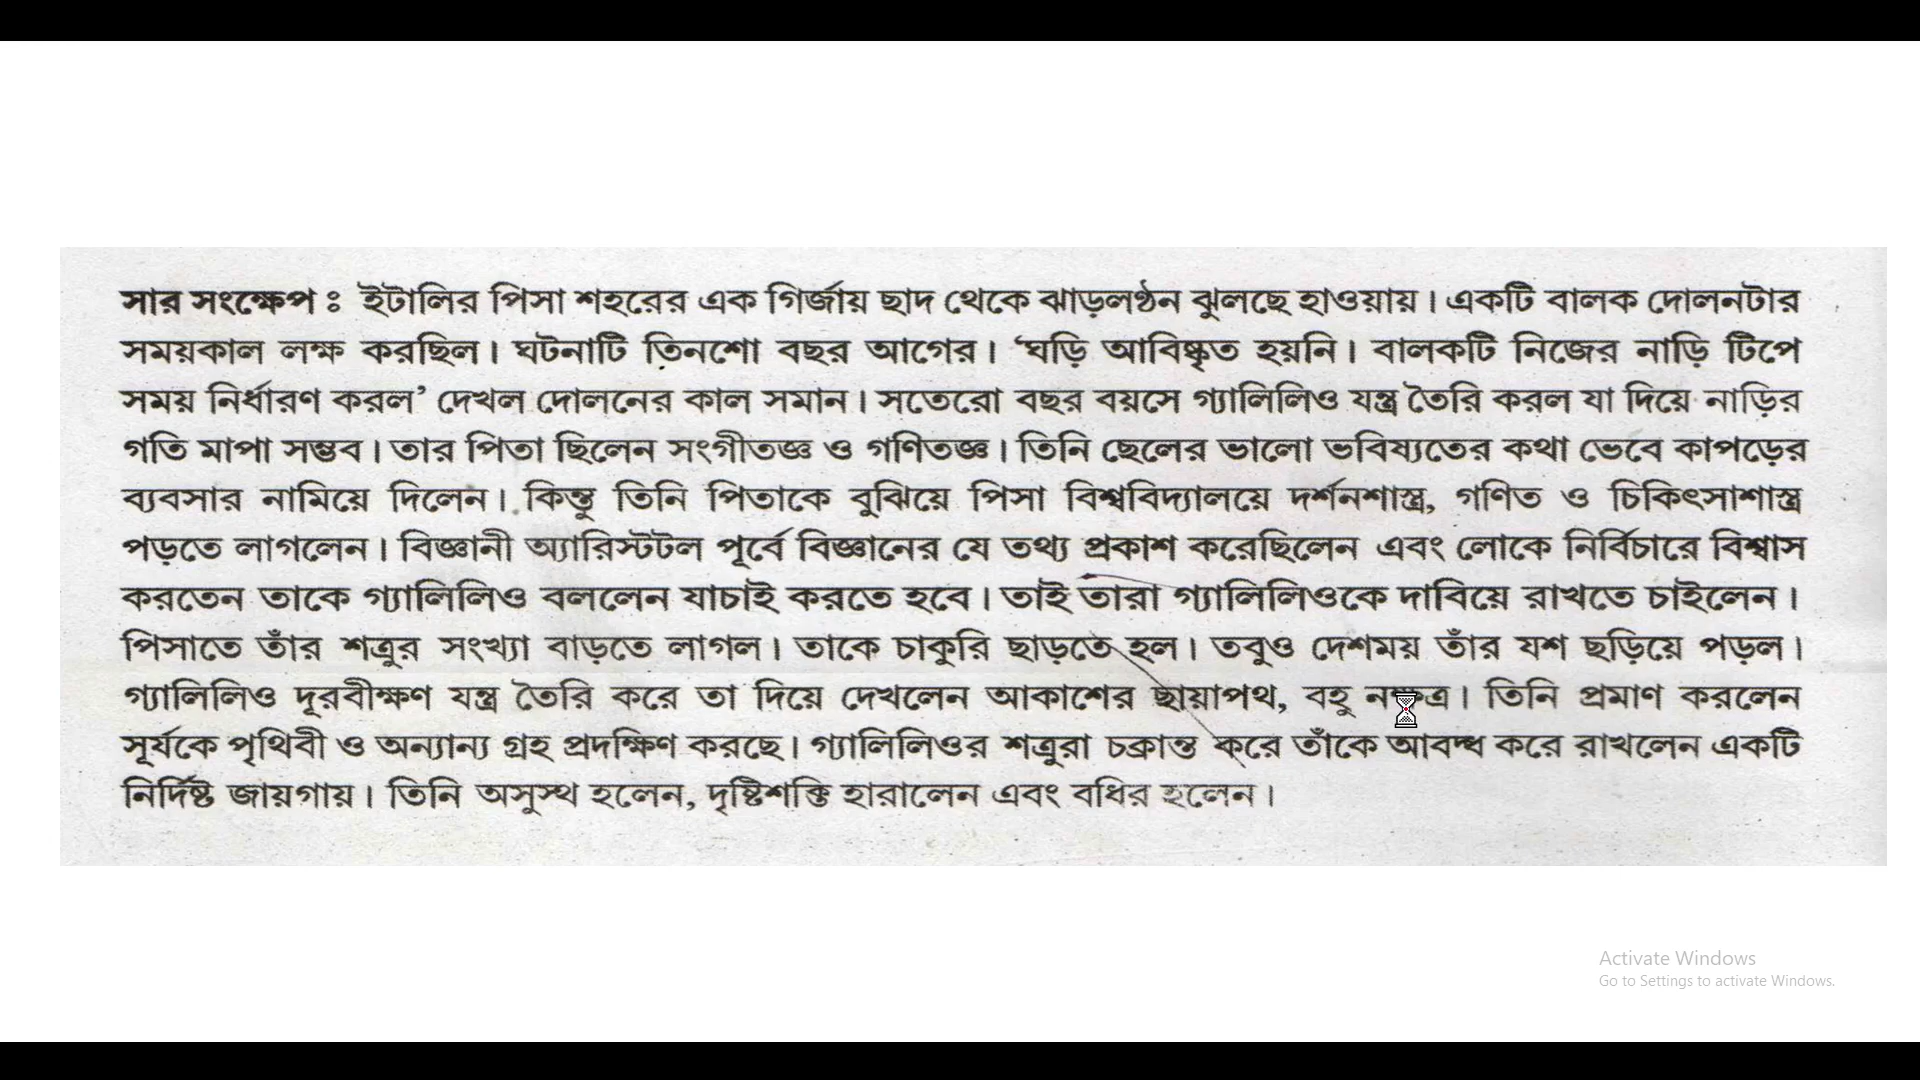 সার সংক্ষেপ : ইটালির পিসা শহরের এক গির্জায় ছাদ থেকে ঝাড়লণ্ঠন ঝুলছে হাওয়ায়। একটি বালক দোলনটার
সময়কাল লক্ষ করছিল। ঘটনাটি তিনশো বছর আগের। ‘ঘড়ি আবিষ্কৃত হয়নি। বালকটি নিজের নাড়ি টিপে
সময় নির্ধারণ করল’ দেখল দোলনের কাল সমান। সতেরো বছর বয়সে গ্যালিলিও যন্ত্র তৈরি করল যা দিয়ে নাড়ির
গতি মাপা সম্ভব। তার পিতা ছিলেন সংগীতজ্ঞ ও গণিতজ্ঞ। তিনি ছেলের ভালো ভবিষ্যতের কথা ভেবে কাপড়ের
ব্যবসার নামিয়ে দিলেন। কিন্তু তিনি পিতাকে বুঝিয়ে পিসা বিশ্ববিদ্যালয়ে দর্শনশাস্ত্র, গণিত ও চিকিৎসাশাস্ত্র
পড়তে লাগলেন। বিজ্ঞানী অ্যারিস্টটল পূর্বে বিজ্ঞানের যে তথ্য প্রকাশ করেছিলেন এবং লোকে নির্বিচারে বিশ্বাস
করতেন তাকে গ্যালিলিও বললেন যাচাই করতে হবে। তাই তারা গ্যালিলিওকে দাবিয়ে রাখতে চাইলেন।
পিসাতে তাঁর শত্রুর সংখ্যা বাড়তে লাগল। তাকে চাকুরি ছাড়তে হল। তবুও দেশময় তাঁর যশ ছড়িয়ে পড়ল।
গ্যালিলিও দূরবীক্ষণ যন্ত্র তৈরি করে তা দিয়ে দেখলেন আকাশের ছায়াপথ, বহু নক্ষত্র। তিনি প্রমাণ করলেন
সূর্যকে পৃথিবী ও অন্যান্য গ্রহ প্রদক্ষিণ করছে। গ্যালিলিওর শত্রুরা চক্রান্ত করে তাঁকে আবদ্ধ করে রাখলেন একটি
নির্দিষ্ট জায়গায়। তিনি অসুস্থ হলেন, দৃষ্টিশক্তি হারালেন এবং বধির হলেন।
Activate Windows
Go to Settings to activate Windows.